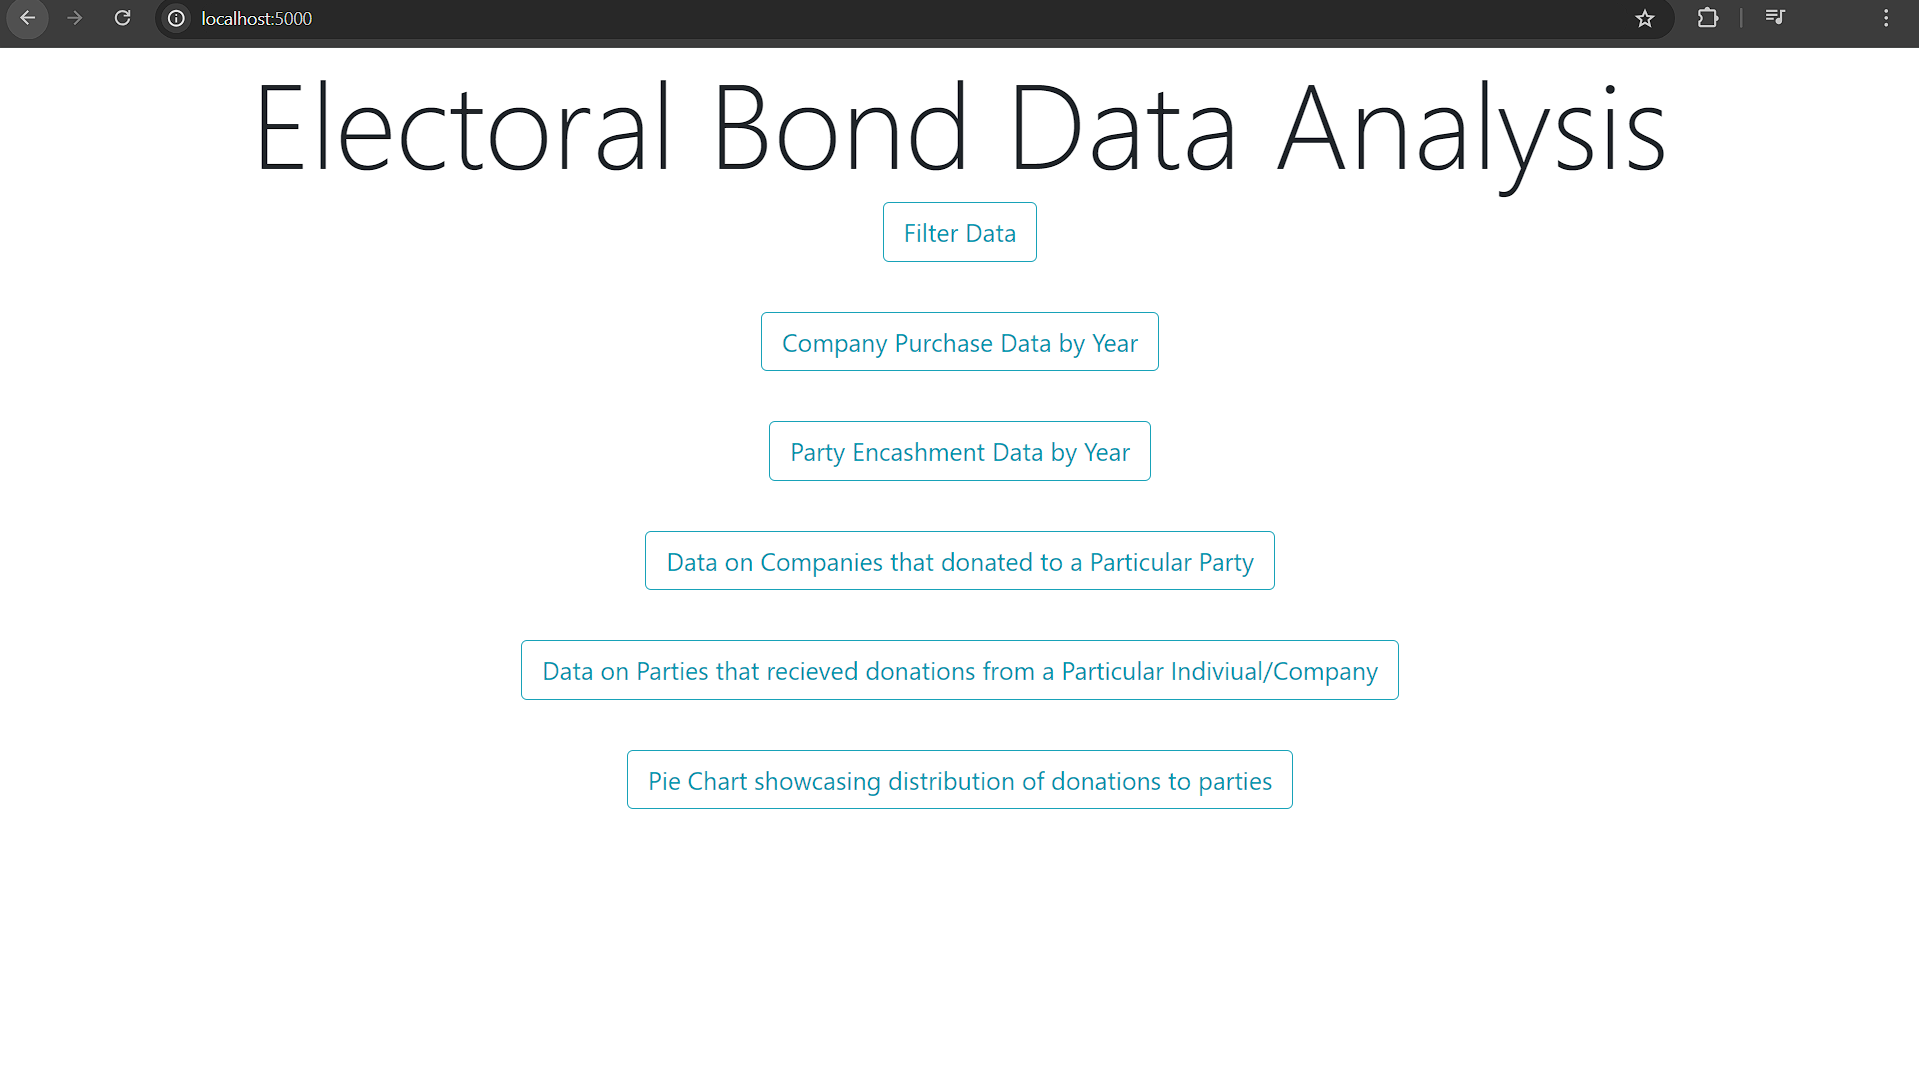 localhost:5000
Electoral Bond Data Analysis
Filter Data
Company Purchase Data by Year
Party Encashment Data by Year
Data on Companies that donated to a Particular Party
Data on Parties that recieved donations from a Particular Indiviual/Company
Pie Chart showcasing distribution of donations to parties